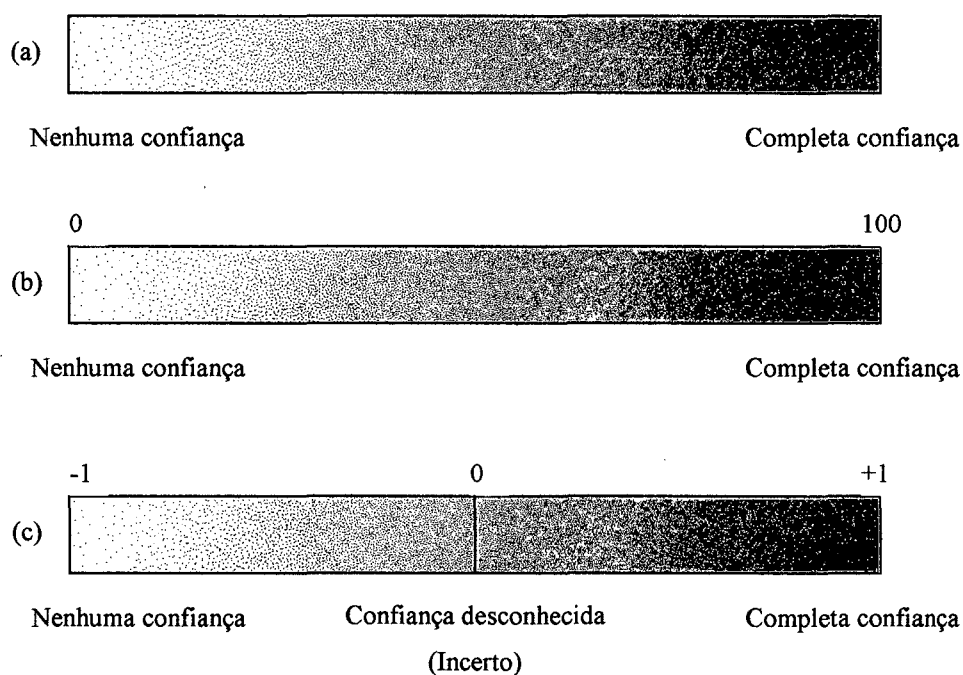 (a)
Nenhuma confiança Completa confiança
0 100
(b)
Nenhuma confiança Completa confiança
-1 0 +1
(c)
Nenhuma confiança Confiança desconhecida Completa confiança
(Incerto)